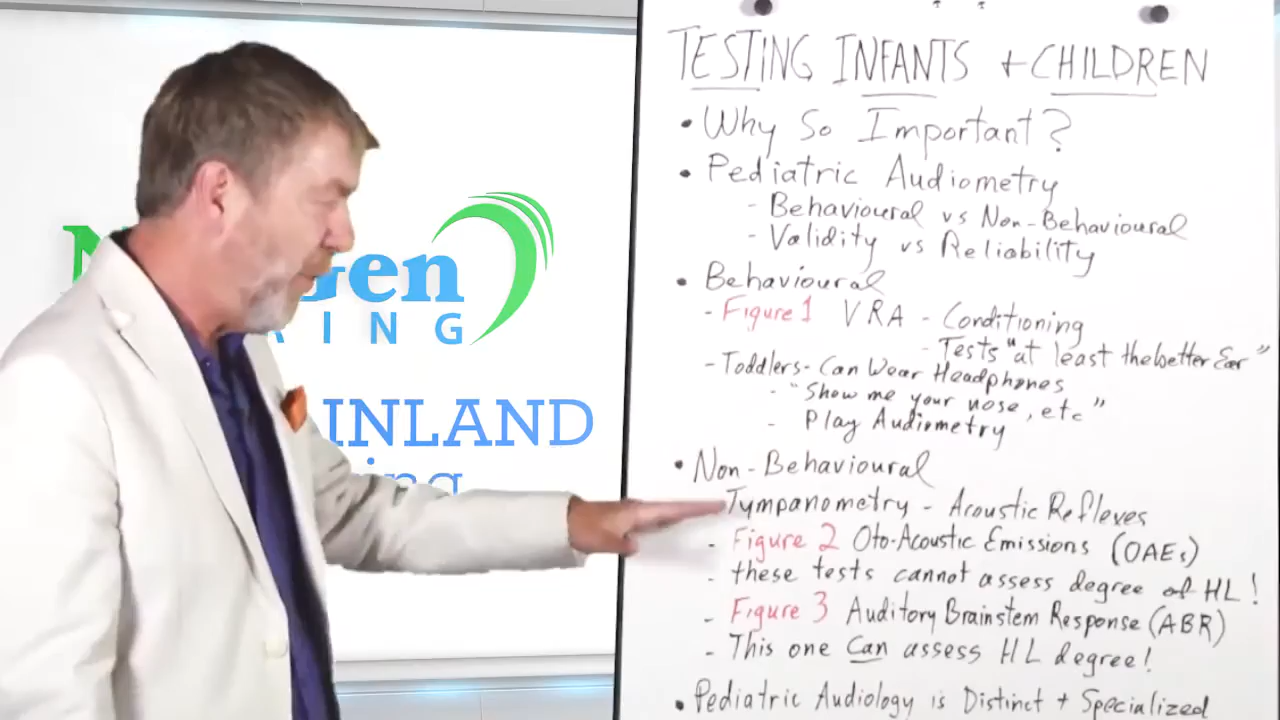 TESTING INFANTS + CHILDREN
• Why So Important?
• Pediatric Audiometry
- Behavioural vs Non-Behavioural
- Validity vs Reliability
• Behavioural
- Figure 1 VRA - Conditioning
- Tests "at least the better Ear"
- Toddlers - Can Wear Headphones
- "Show me your nose, etc"
- Play Audiometry
• Non-Behavioural
Tympanometry - Acoustic Reflexes
- Figure 2 Oto-Acoustic Emissions (OAEs)
- these tests cannot assess degree of HL!
- Figure 3 Auditory Brainstem Response (ABR)
- This one Can assess HL degree!
• Pediatric Audiology is Distinct + Specialized
INLAND